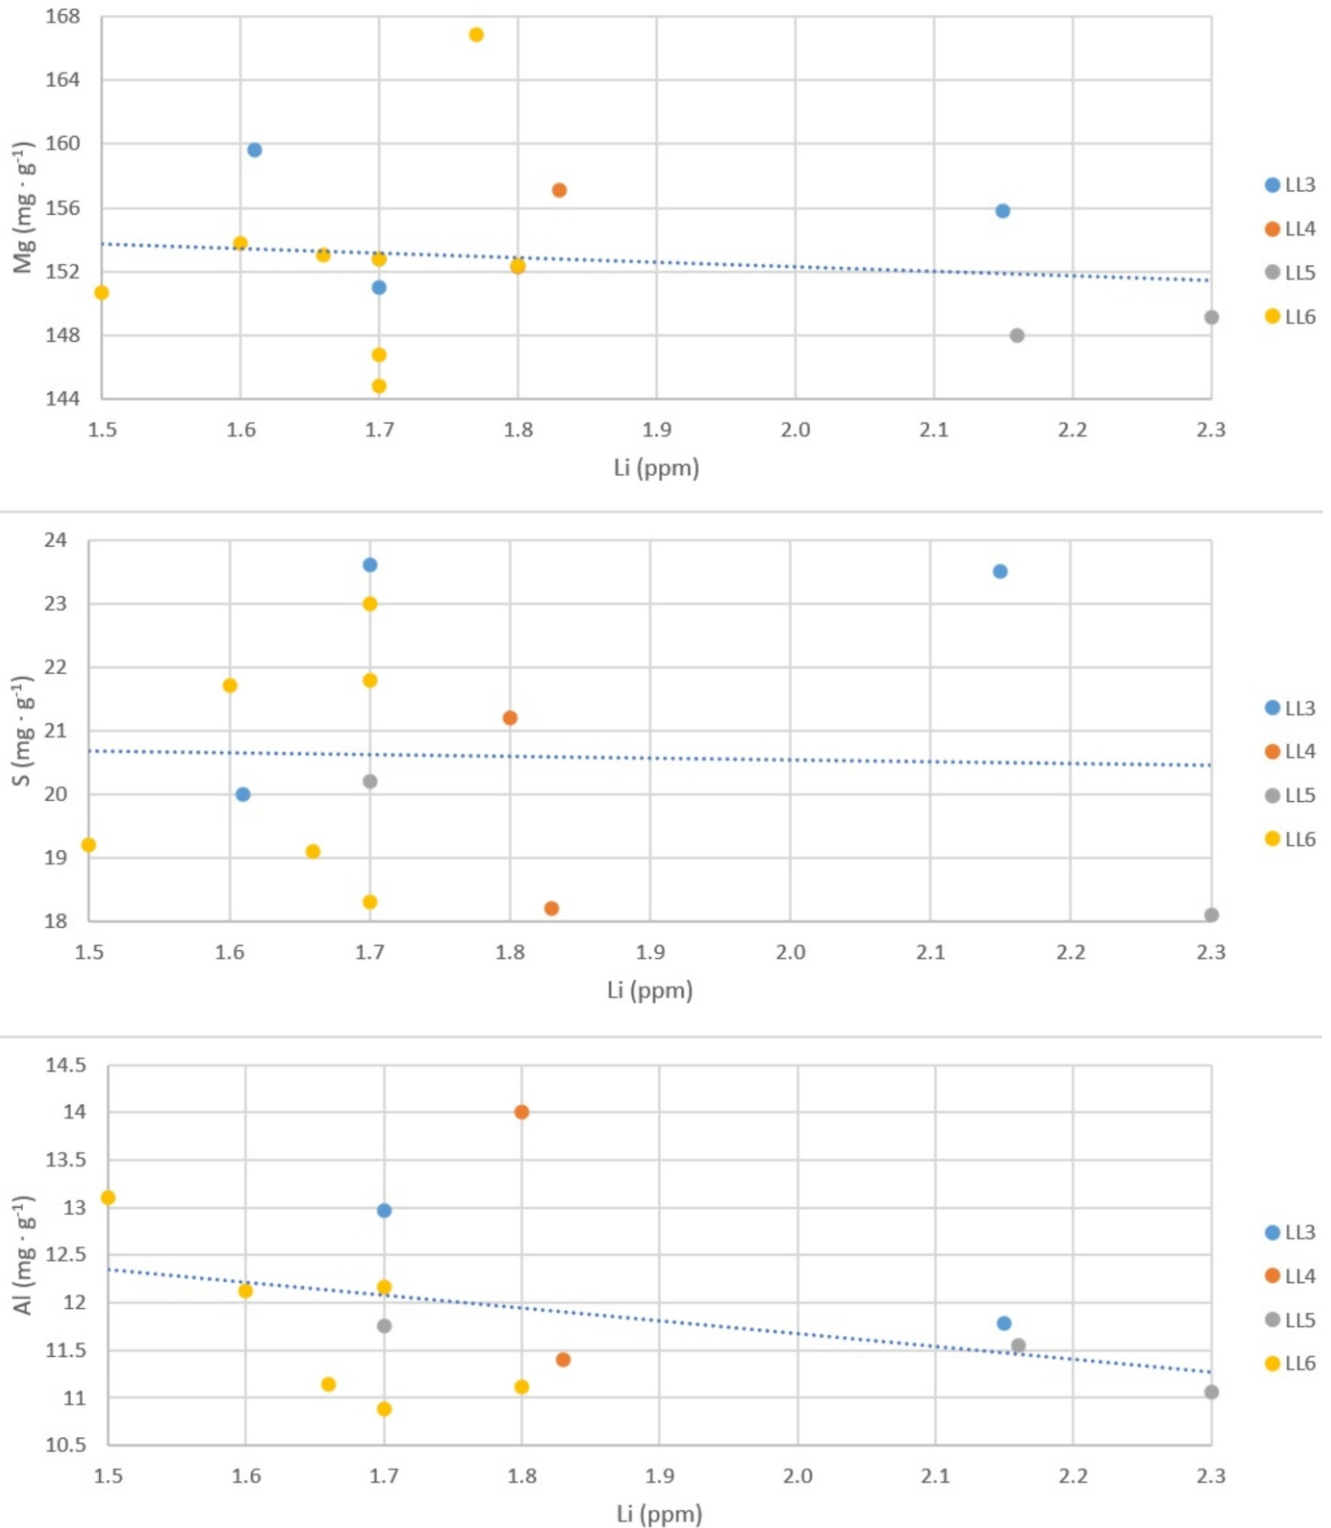 168
164
160
156
152
148
144
Mg (mg · g⁻¹)
1.5 1.6 1.7 1.8 1.9 2.0 2.1 2.2 2.3
Li (ppm)
LL3
LL4
LL5
LL6
24
23
22
21
20
19
18
S (mg · g⁻¹)
1.5 1.6 1.7 1.8 1.9 2.0 2.1 2.2 2.3
Li (ppm)
LL3
LL4
LL5
LL6
14.5
14
13.5
13
12.5
12
11.5
11
10.5
Al (mg · g⁻¹)
1.5 1.6 1.7 1.8 1.9 2.0 2.1 2.2 2.3
Li (ppm)
LL3
LL4
LL5
LL6